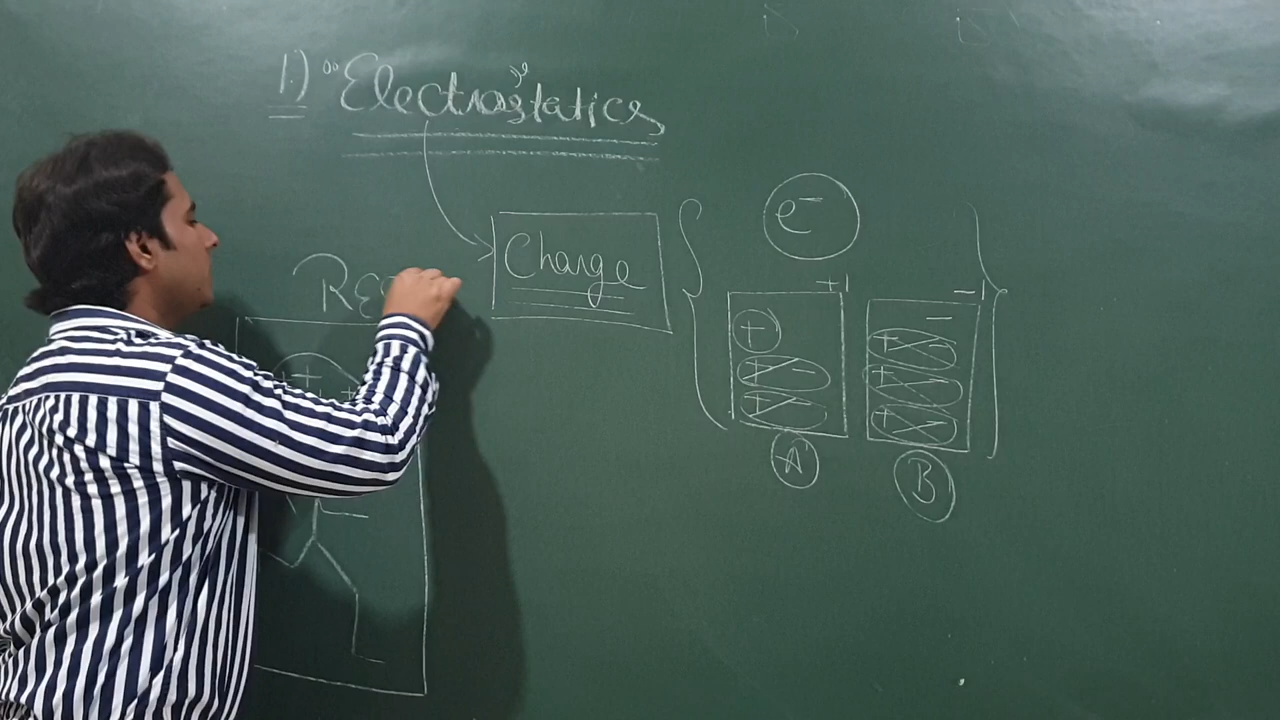 1.) Electrostatics
Charge
e⁻
+1
-1
+
-
+ -
+
+ -
+
+
+
A
B
+
+